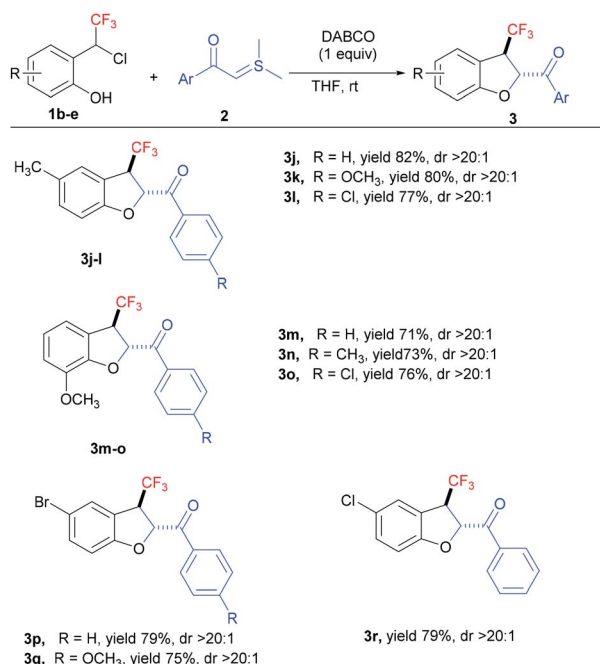 CF3
R
Cl
OH
1b-e
+
O
Ar
S
2
DABCO
(1 equiv)
THF, rt
CF3
R
O
O
Ar
3
H3C
CF3
O
O
R
3j-l
3j, R = H, yield 82%, dr >20:1
3k, R = OCH3, yield 80%, dr >20:1
3l, R = Cl, yield 77%, dr >20:1
CF3
O
O
OCH3
R
3m-o
3m, R = H, yield 71%, dr >20:1
3n, R = CH3, yield73%, dr >20:1
3o, R = Cl, yield 76%, dr >20:1
Br
CF3
O
O
R
3p, R = H, yield 79%, dr >20:1
3q, R = OCH3, yield 75%, dr >20:1
Cl
CF3
O
O
3r, yield 79%, dr >20:1